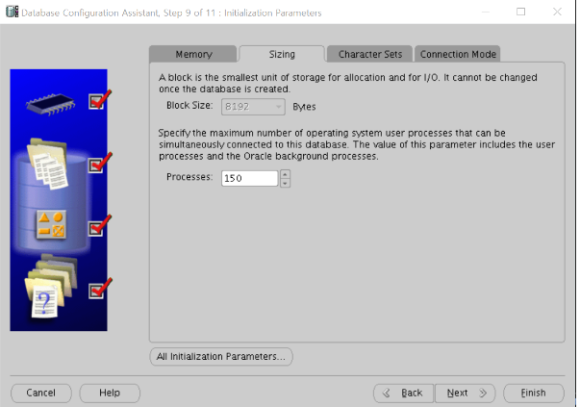 Database Configuration Assistant, Step 9 of 11 : Initialization Parameters
Memory Sizing Character Sets Connection Mode
A block is the smallest unit of storage for allocation and for I/O. It cannot be changed
once the database is created.
Block Size: 8192 Bytes
Specify the maximum number of operating system user processes that can be
simultaneously connected to this database. The value of this parameter includes the user
processes and the Oracle background processes.
Processes: 150
?
All Initialization Parameters...
Cancel Help Back Next Finish